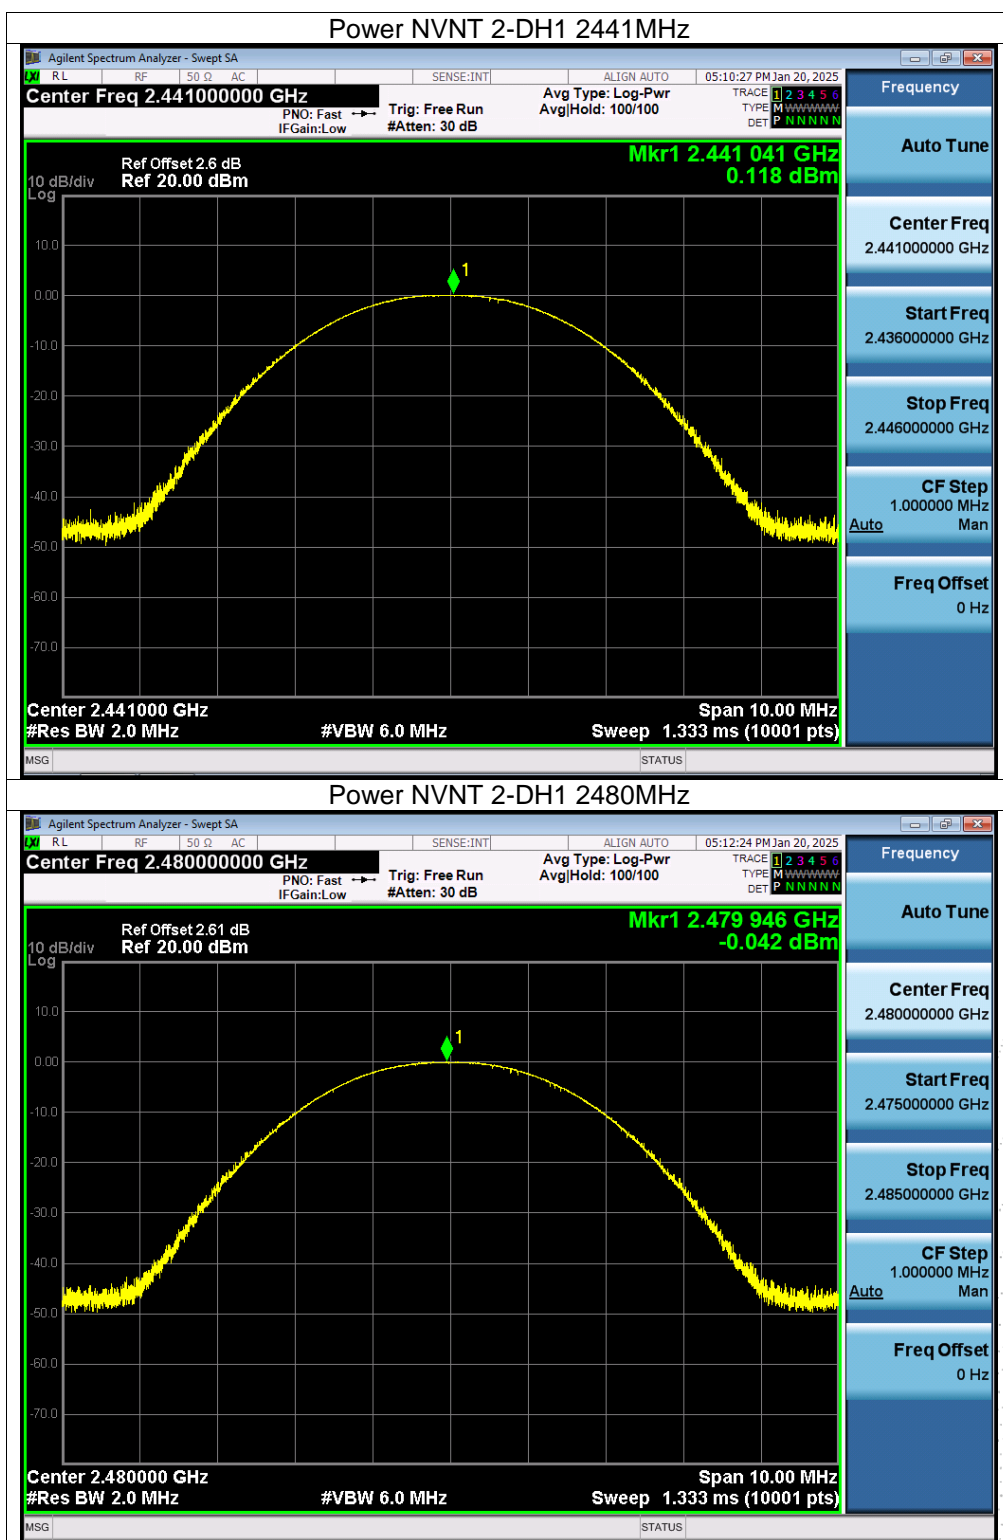 Power NVNT 2-DH1 2441MHz
Agilent Spectrum Analyzer - Swept SA
LXI RL RF 50 Ω AC SENSE:INT ALIGN AUTO 05:10:27 PM Jan 20, 2025
Center Freq 2.441000000 GHz
PNO: Fast
IFGain:Low
Trig: Free Run
#Atten: 30 dB
Avg Type: Log-Pwr
Avg|Hold: 100/100
TRACE 1 2 3 4 5 6
TYPE M WWWWW
DET P N N N N N
Frequency
Auto Tune
Center Freq
2.441000000 GHz
Start Freq
2.436000000 GHz
Stop Freq
2.446000000 GHz
CF Step
1.000000 MHz
Auto Man
Freq Offset
0 Hz
Mkr1 2.441 041 GHz
0.118 dBm
Ref Offset 2.6 dB
10 dB/div Ref 20.00 dBm
Log
10.0
0.00
-10.0
-20.0
-30.0
-40.0
-50.0
-60.0
-70.0
1
Center 2.441000 GHz Span 10.00 MHz
#Res BW 2.0 MHz #VBW 6.0 MHz Sweep 1.333 ms (10001 pts)
MSG STATUS
Power NVNT 2-DH1 2480MHz
Agilent Spectrum Analyzer - Swept SA
LXI RL RF 50 Ω AC SENSE:INT ALIGN AUTO 05:12:24 PM Jan 20, 2025
Center Freq 2.480000000 GHz
PNO: Fast
IFGain:Low
Trig: Free Run
#Atten: 30 dB
Avg Type: Log-Pwr
Avg|Hold: 100/100
TRACE 1 2 3 4 5 6
TYPE M WWWWW
DET P N N N N N
Frequency
Auto Tune
Center Freq
2.480000000 GHz
Start Freq
2.475000000 GHz
Stop Freq
2.485000000 GHz
CF Step
1.000000 MHz
Auto Man
Freq Offset
0 Hz
Mkr1 2.479 946 GHz
-0.042 dBm
Ref Offset 2.61 dB
10 dB/div Ref 20.00 dBm
Log
10.0
0.00
-10.0
-20.0
-30.0
-40.0
-50.0
-60.0
-70.0
1
Center 2.480000 GHz Span 10.00 MHz
#Res BW 2.0 MHz #VBW 6.0 MHz Sweep 1.333 ms (10001 pts)
MSG STATUS